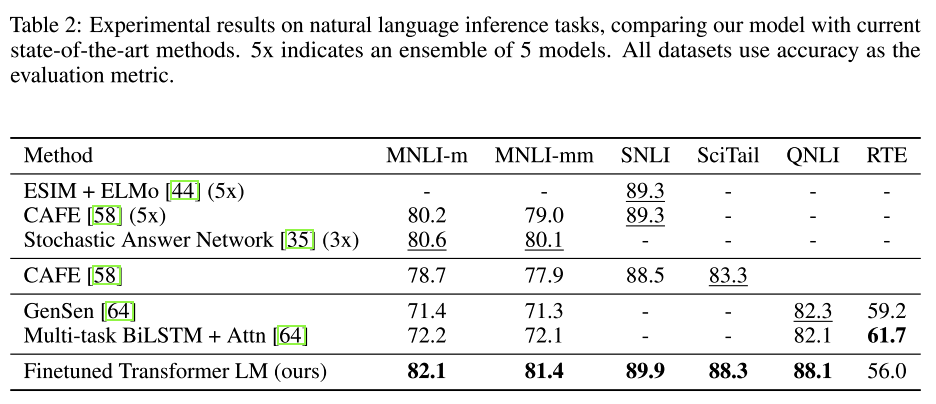 Table 2: Experimental results on natural language inference tasks, comparing our model with current
state-of-the-art methods. 5x indicates an ensemble of 5 models. All datasets use accuracy as the
evaluation metric.
Method MNLI-m MNLI-mm SNLI SciTail QNLI RTE
ESIM + ELMo [44] (5x) - - 89.3 - - -
CAFE [58] (5x) 80.2 79.0 89.3 - - -
Stochastic Answer Network [35] (3x) 80.6 80.1 - - - -
CAFE [58] 78.7 77.9 88.5 83.3
GenSen [64] 71.4 71.3 - - 82.3 59.2
Multi-task BiLSTM + Attn [64] 72.2 72.1 - - 82.1 61.7
Finetuned Transformer LM (ours) 82.1 81.4 89.9 88.3 88.1 56.0